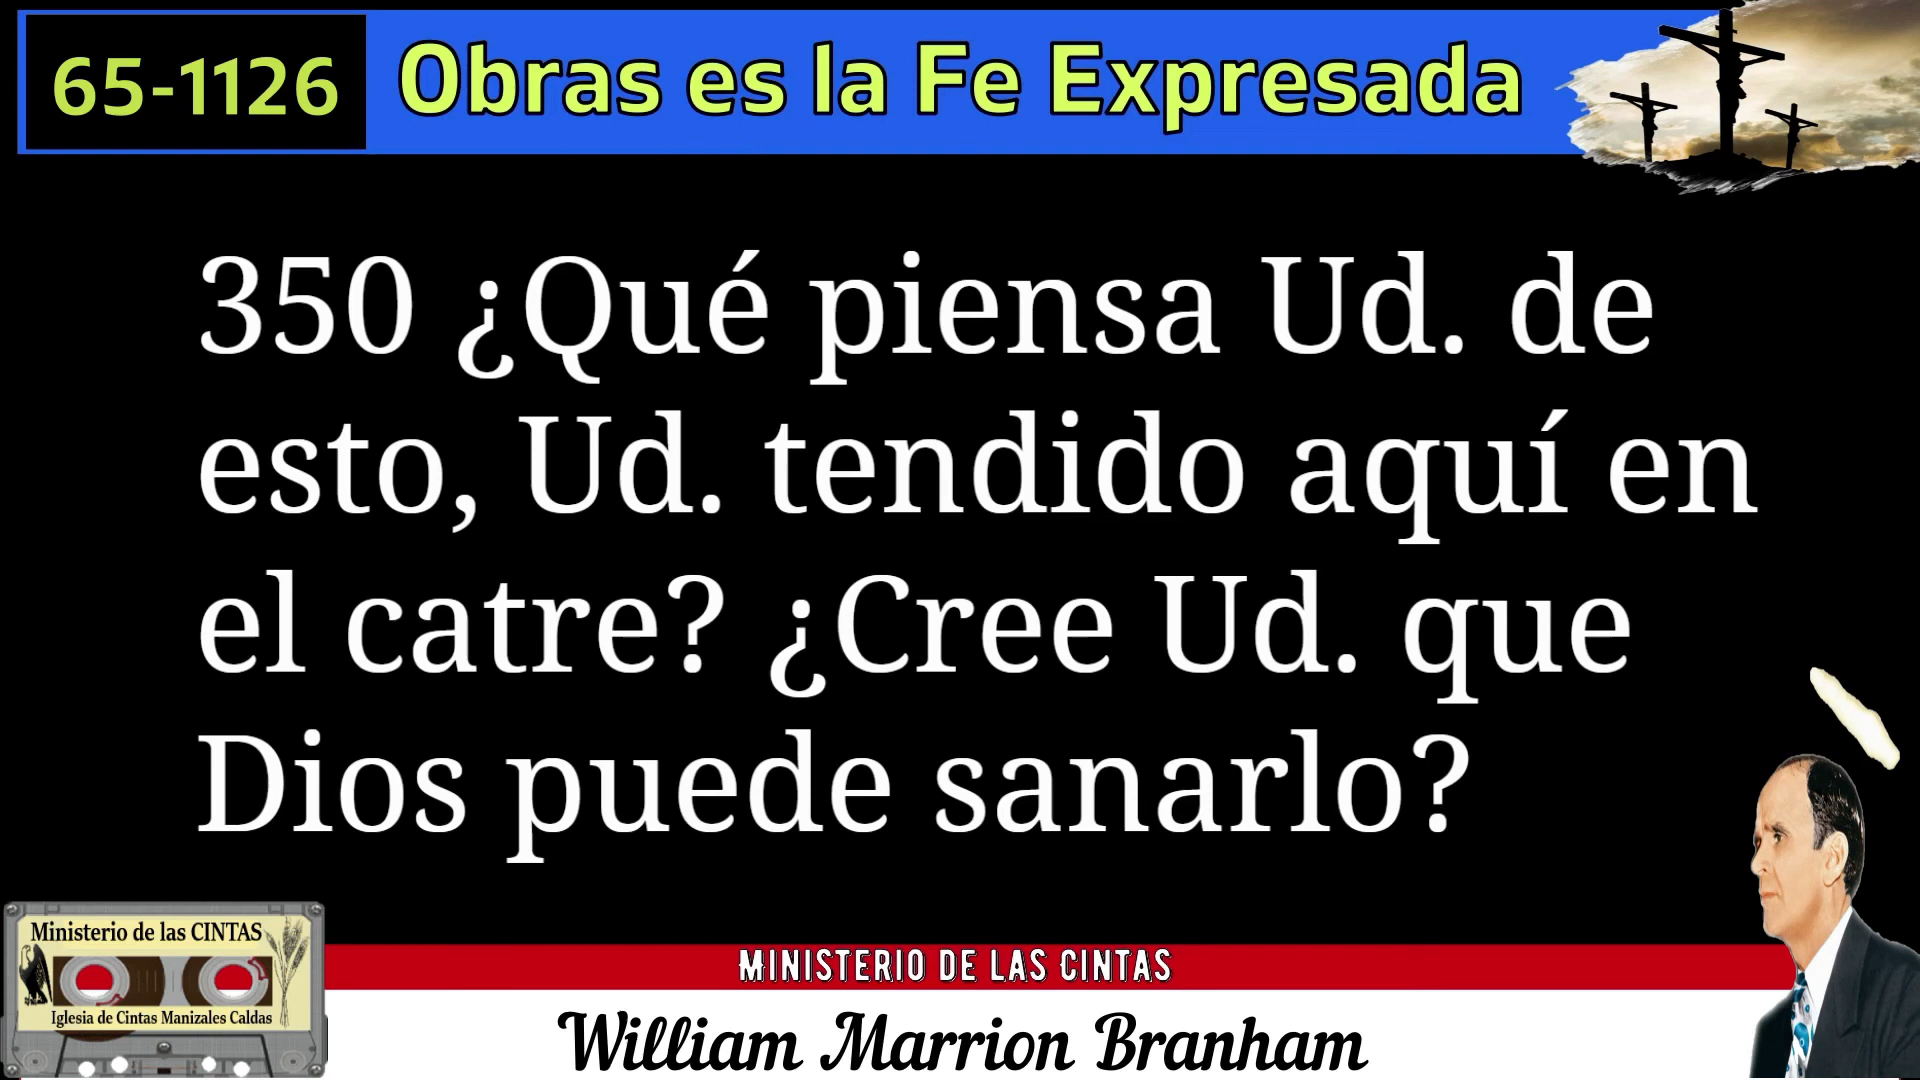 65-1126 Obras es la Fe Expresada
350 ¿Qué piensa Ud. de
esto, Ud. tendido aquí en
el catre? ¿Cree Ud. que
Dios puede sanarlo?
Ministerio de las CINTAS
Iglesia de Cintas Manizales Caldas
MINISTERIO DE LAS CINTAS
William Marrion Branham